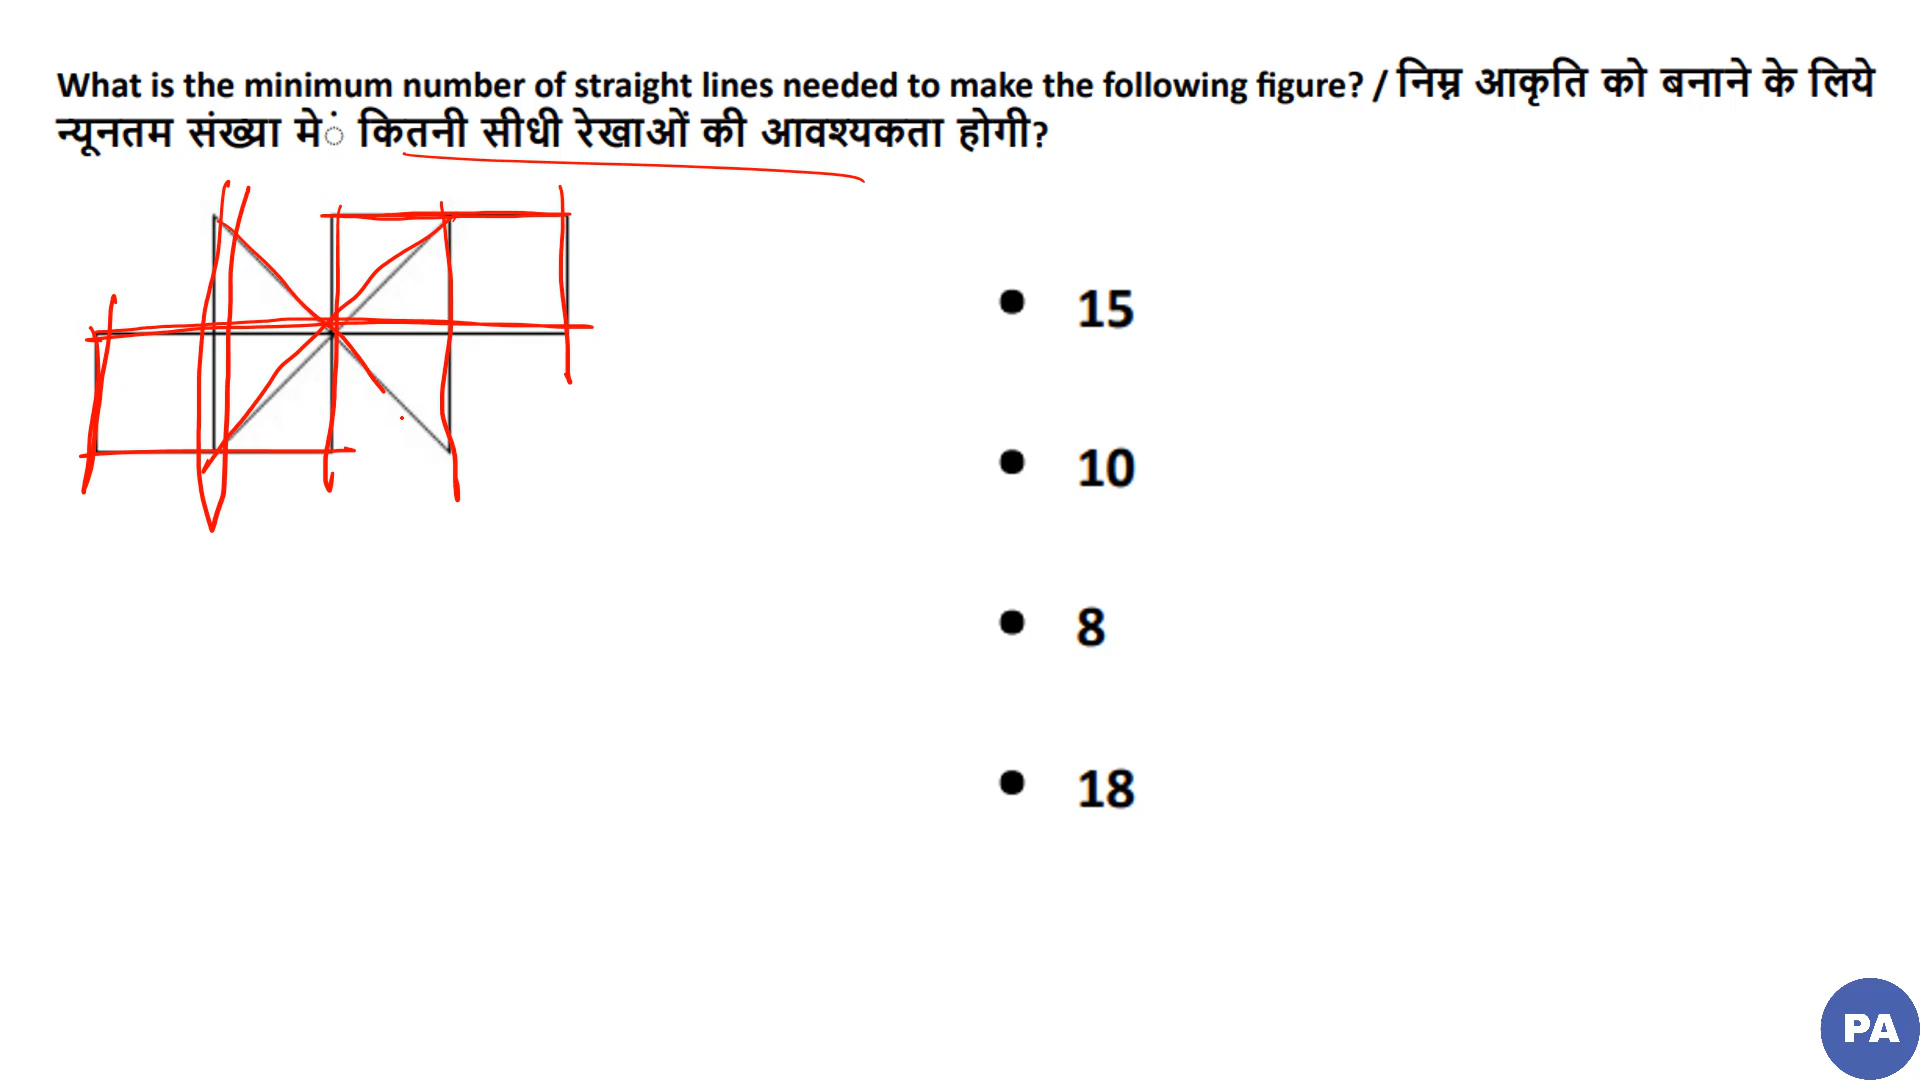 What is the minimum number of straight lines needed to make the following figure? / निम्न आकृति को बनाने के लिये
न्यूनतम संख्या मेंं कितनी सीधी रेखाओं की आवश्यकता होगी?
• 15
• 10
• 8
• 18
PA